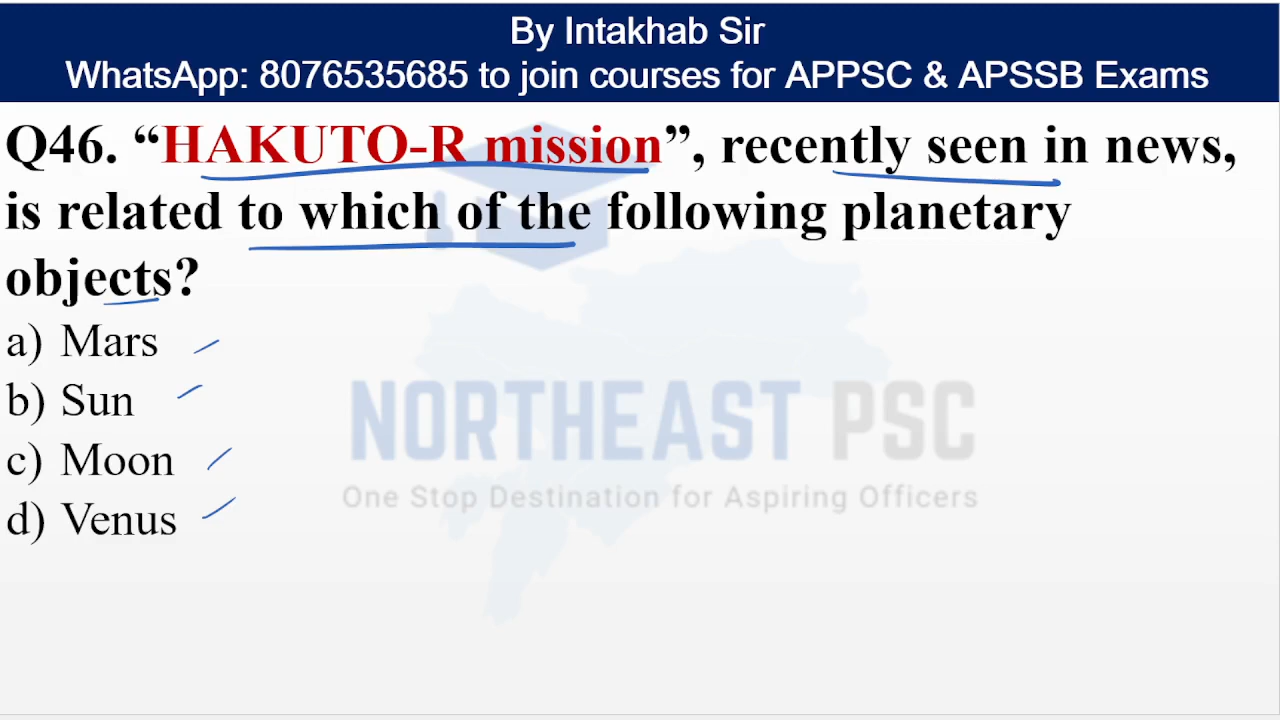 By Intakhab Sir
WhatsApp: 8076535685 to join courses for APPSC & APSSB Exams
Q46. “HAKUTO-R mission”, recently seen in news,
is related to which of the following planetary
objects?
a) Mars
b) Sun
c) Moon
d) Venus
NORTHEAST PSC
One Stop Destination for Aspiring Officers